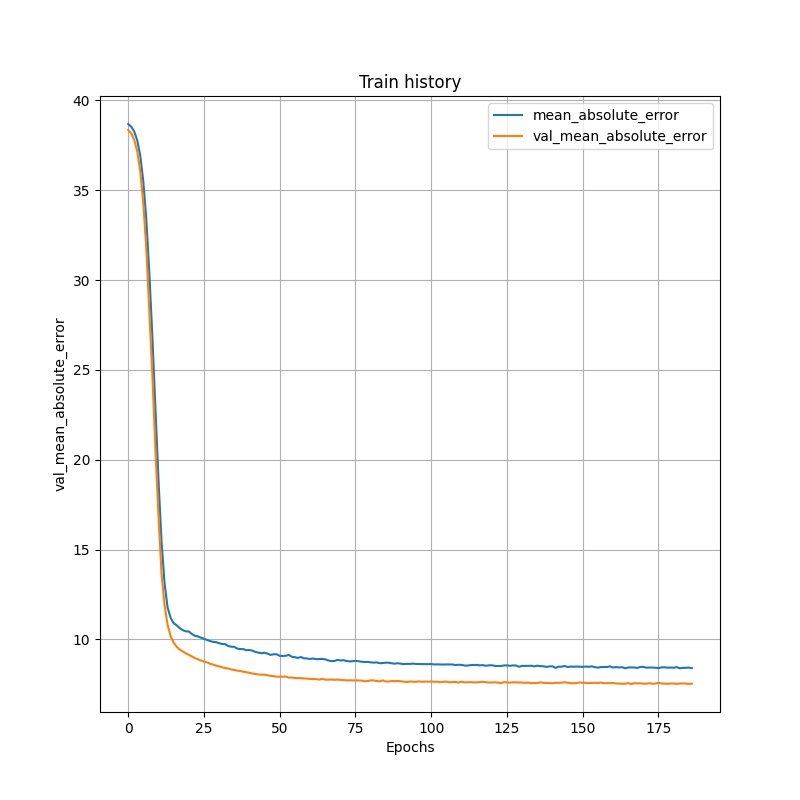 Train history
mean_absolute_error
val_mean_absolute_error
val_mean_absolute_error
40
35
30
25
20
15
10
0 25 50 75 100 125 150 175
Epochs